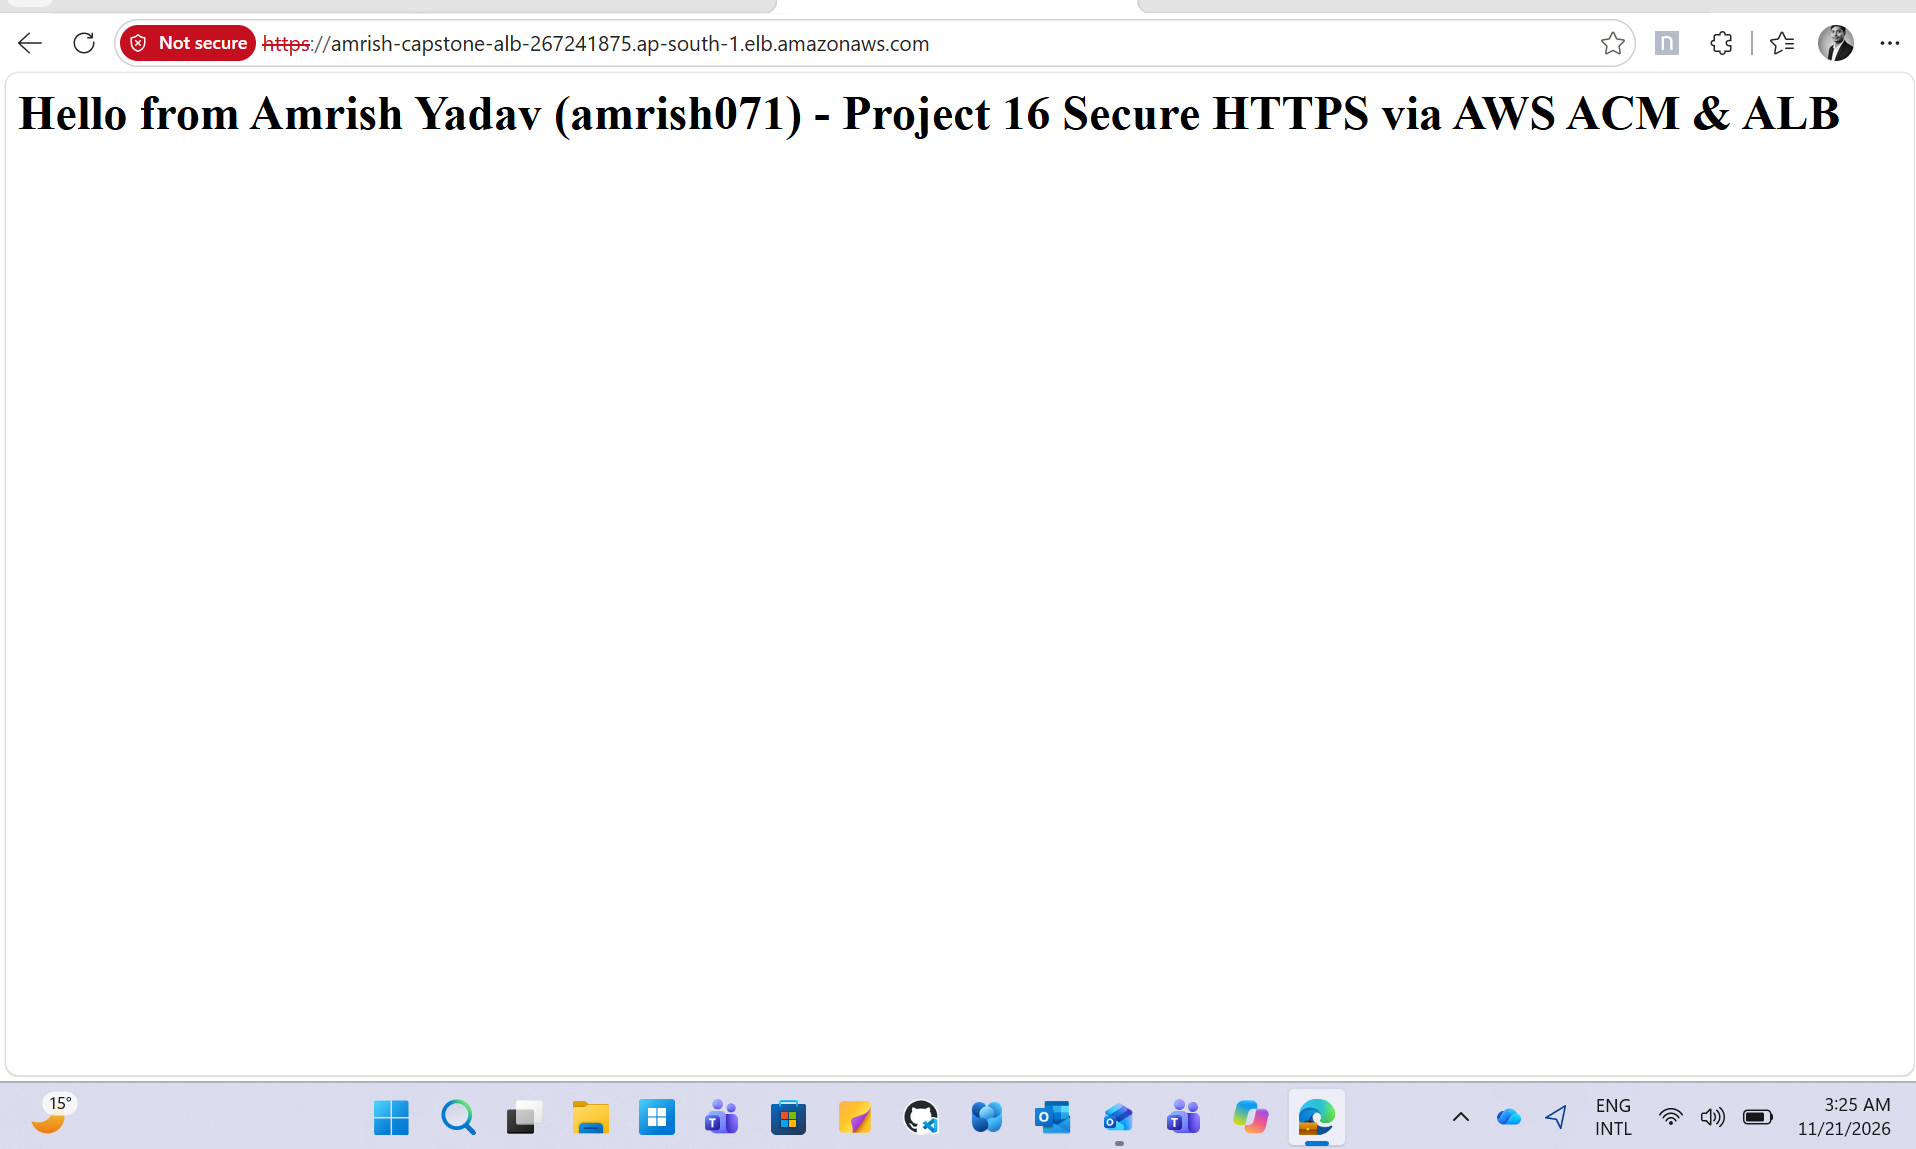 Not secure https://amrish-capstone-alb-267241875.ap-south-1.elb.amazonaws.com
n
Hello from Amrish Yadav (amrish071) - Project 16 Secure HTTPS via AWS ACM & ALB
15°
ENG
INTL
3:25 AM
11/21/2026